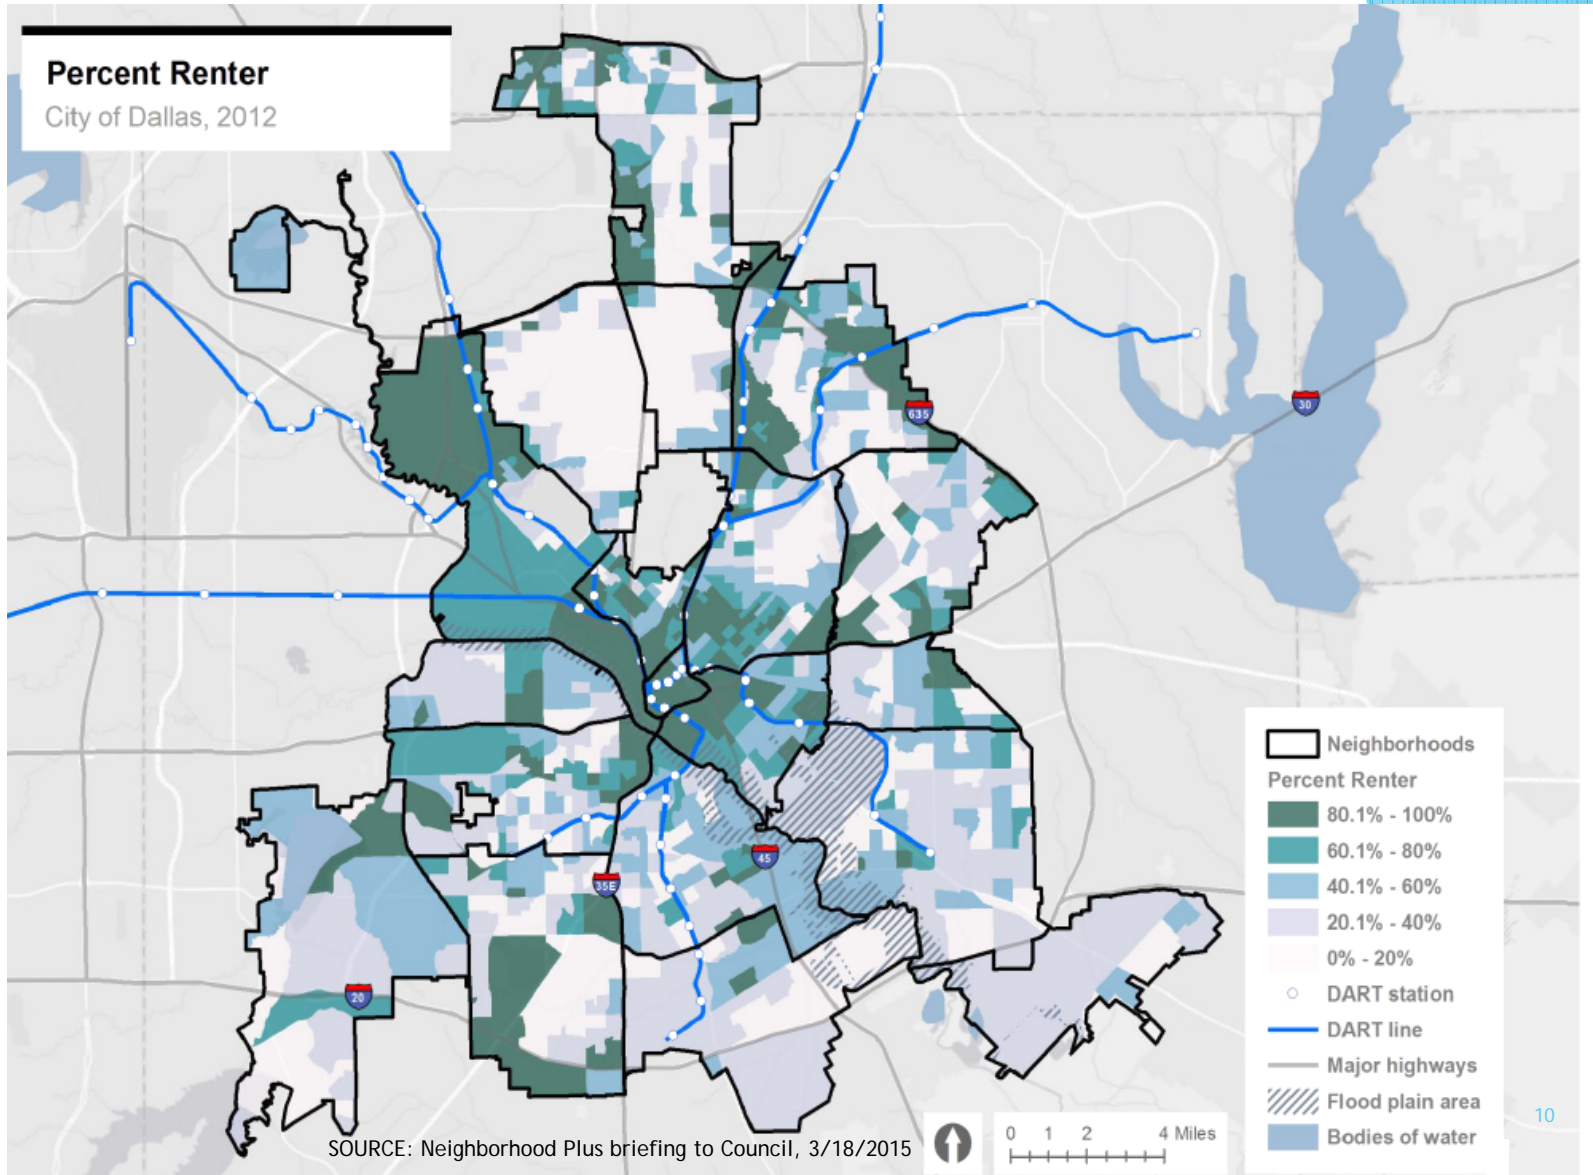 Percent Renter
City of Dallas, 2012
635
30
45
35E
20
Neighborhoods
Percent Renter
80.1% - 100%
60.1% - 80%
40.1% - 60%
20.1% - 40%
0% - 20%
DART station
DART line
Major highways
Flood plain area
Bodies of water
10
SOURCE: Neighborhood Plus briefing to Council, 3/18/2015
0 1 2 4 Miles